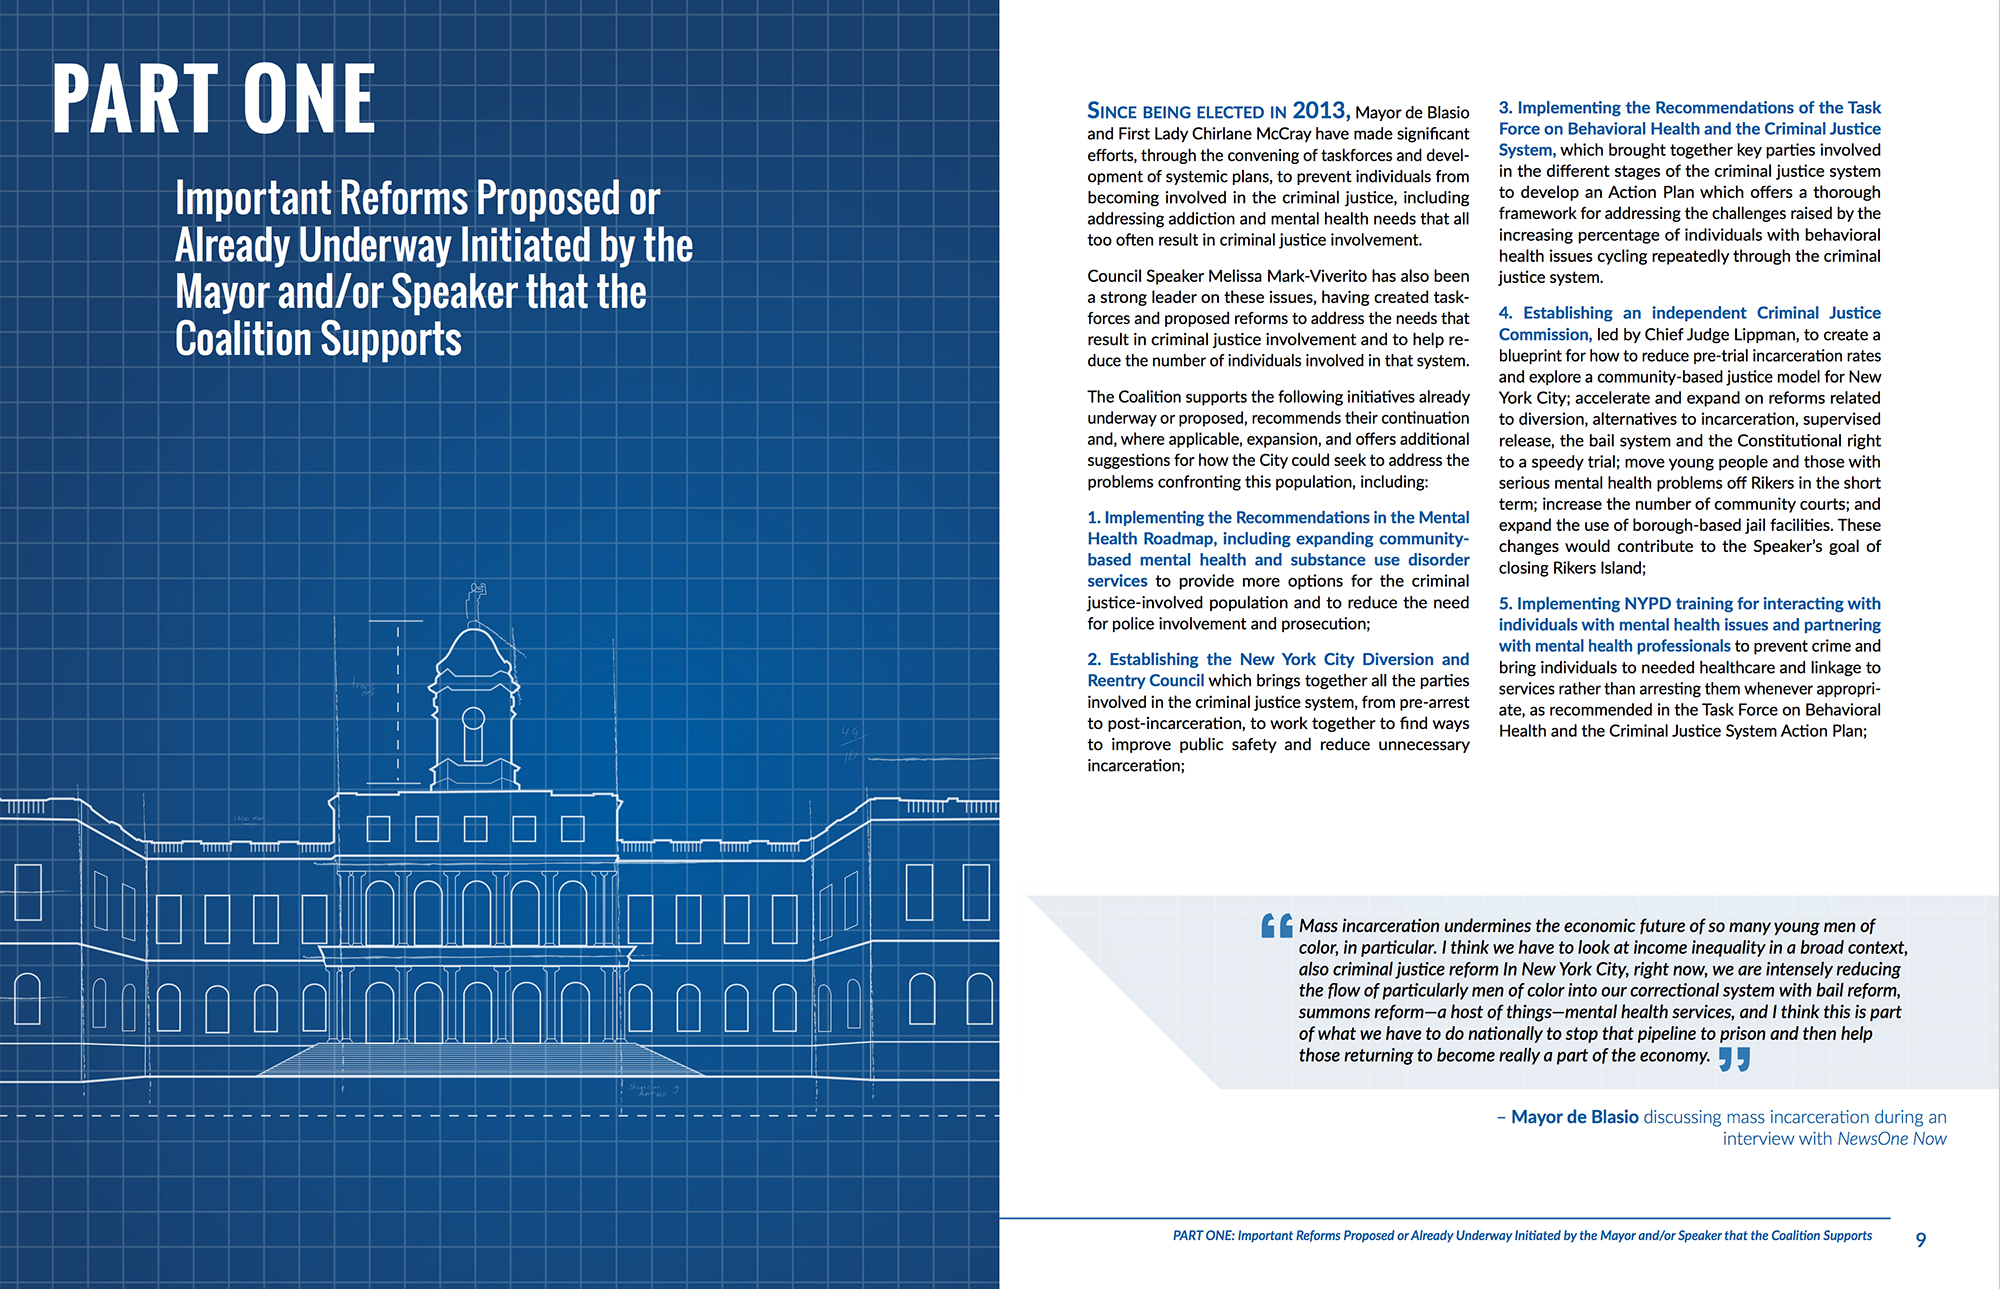 PART ONE
Important Reforms Proposed or
Already Underway Initiated by the
Mayor and/or Speaker that the
Coalition Supports
SINCE BEING ELECTED IN 2013, Mayor de Blasio
and First Lady Chirlane McCray have made significant
efforts, through the convening of taskforces and devel-
opment of systemic plans, to prevent individuals from
becoming involved in the criminal justice, including
addressing addiction and mental health needs that all
too often result in criminal justice involvement.
Council Speaker Melissa Mark-Viverito has also been
a strong leader on these issues, having created task-
forces and proposed reforms to address the needs that
result in criminal justice involvement and to help re-
duce the number of individuals involved in that system.
The Coalition supports the following initiatives already
underway or proposed, recommends their continuation
and, where applicable, expansion, and offers additional
suggestions for how the City could seek to address the
problems confronting this population, including:
1. Implementing the Recommendations in the Mental
Health Roadmap, including expanding community-
based mental health and substance use disorder
services to provide more options for the criminal
justice-involved population and to reduce the need
for police involvement and prosecution;
2. Establishing the New York City Diversion and
Reentry Council which brings together all the parties
involved in the criminal justice system, from pre-arrest
to post-incarceration, to work together to find ways
to improve public safety and reduce unnecessary
incarceration;
3. Implementing the Recommendations of the Task
Force on Behavioral Health and the Criminal Justice
System, which brought together key parties involved
in the different stages of the criminal justice system
to develop an Action Plan which offers a thorough
framework for addressing the challenges raised by the
increasing percentage of individuals with behavioral
health issues cycling repeatedly through the criminal
justice system.
4. Establishing an independent Criminal Justice
Commission, led by Chief Judge Lippman, to create a
blueprint for how to reduce pre-trial incarceration rates
and explore a community-based justice model for New
York City; accelerate and expand on reforms related
to diversion, alternatives to incarceration, supervised
release, the bail system and the Constitutional right
to a speedy trial; move young people and those with
serious mental health problems off Rikers in the short
term; increase the number of community courts; and
expand the use of borough-based jail facilities. These
changes would contribute to the Speaker's goal of
closing Rikers Island;
5. Implementing NYPD training for interacting with
individuals with mental health issues and partnering
with mental health professionals to prevent crime and
bring individuals to needed healthcare and linkage to
services rather than arresting them whenever appropri-
ate, as recommended in the Task Force on Behavioral
Health and the Criminal Justice System Action Plan;
“ Mass incarceration undermines the economic future of so many young men of
color, in particular. I think we have to look at income inequality in a broad context,
also criminal justice reform In New York City, right now, we are intensely reducing
the flow of particularly men of color into our correctional system with bail reform,
summons reform—a host of things—mental health services, and I think this is part
of what we have to do nationally to stop that pipeline to prison and then help
those returning to become really a part of the economy. ”
– Mayor de Blasio discussing mass incarceration during an
interview with NewsOne Now
PART ONE: Important Reforms Proposed or Already Underway Initiated by the Mayor and/or Speaker that the Coalition Supports 9